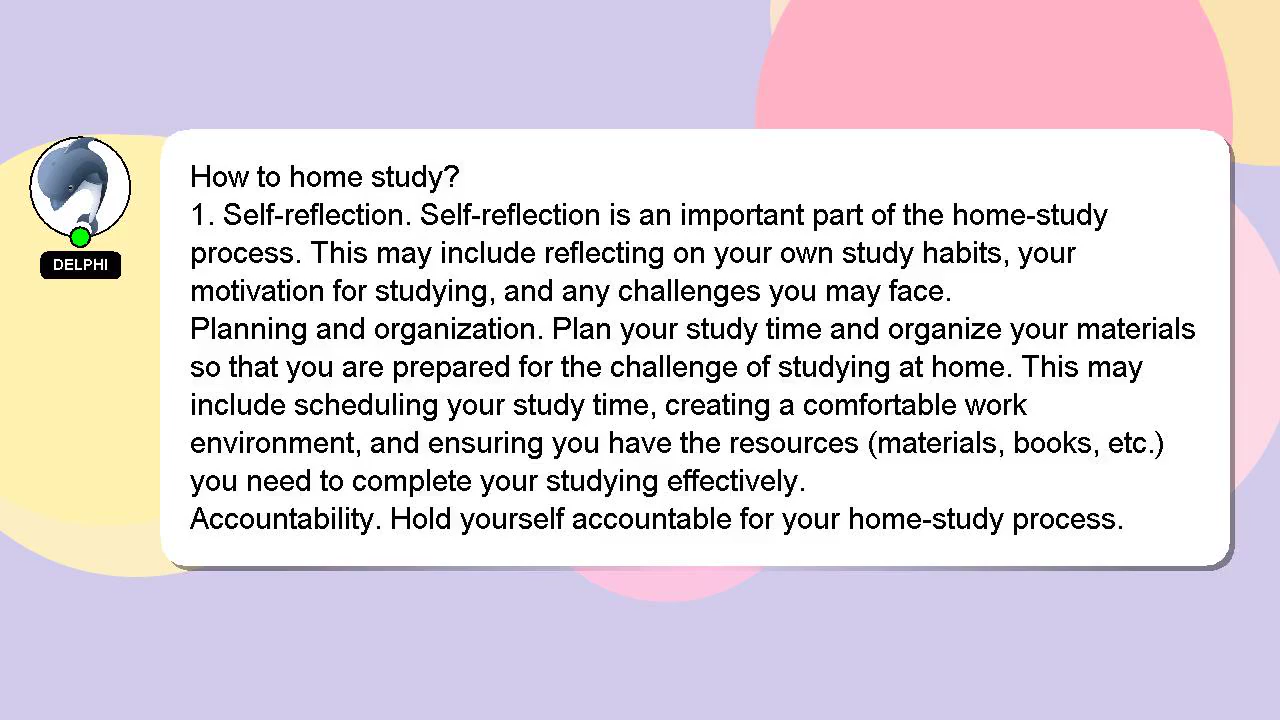 How to home study?
1. Self-reflection. Self-reflection is an important part of the home-study
process. This may include reflecting on your own study habits, your
motivation for studying, and any challenges you may face.
Planning and organization. Plan your study time and organize your materials
so that you are prepared for the challenge of studying at home. This may
include scheduling your study time, creating a comfortable work
environment, and ensuring you have the resources (materials, books, etc.)
you need to complete your studying effectively.
Accountability. Hold yourself accountable for your home-study process.
DELPHI